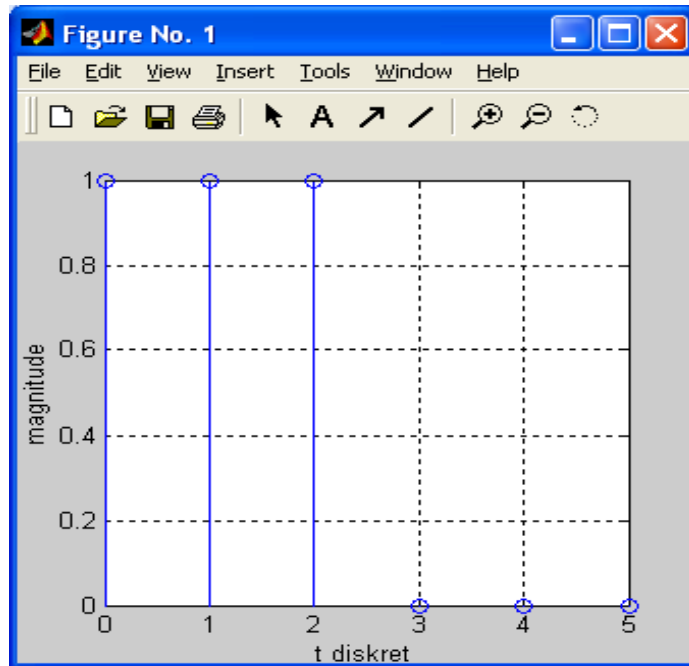 Figure No. 1
File Edit View Insert Tools Window Help
A
1
0.8
0.6
0.4
0.2
0
magnitude
0 1 2 3 4 5
t diskret